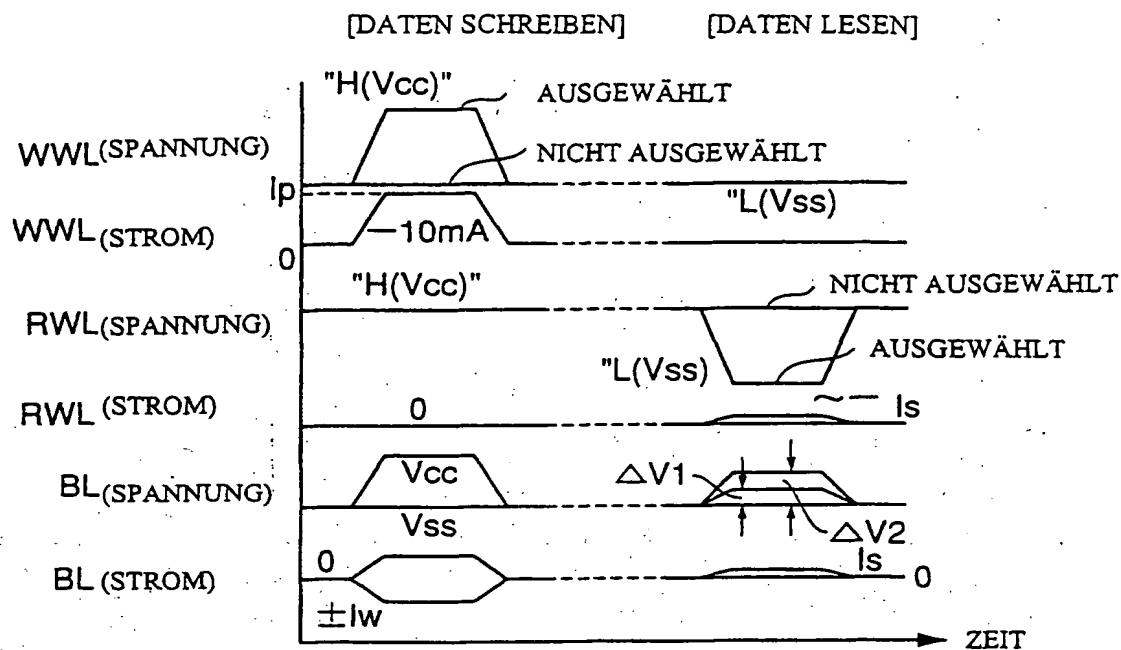 [DATEN SCHREIBEN] [DATEN LESEN]
"H(Vcc)" AUSGEWÄHLT
WWL (SPANNUNG) NICHT AUSGEWÄHLT
Ip "L(Vss)
WWL (STROM) —10mA
0
"H(Vcc)" NICHT AUSGEWÄHLT
RWL (SPANNUNG)
"L(Vss) AUSGEWÄHLT
RWL (STROM) 0 ~ — Is
BL (SPANNUNG) Vcc △V1
Vss △V2
0 Is
BL (STROM) 0
±Iw
ZEIT